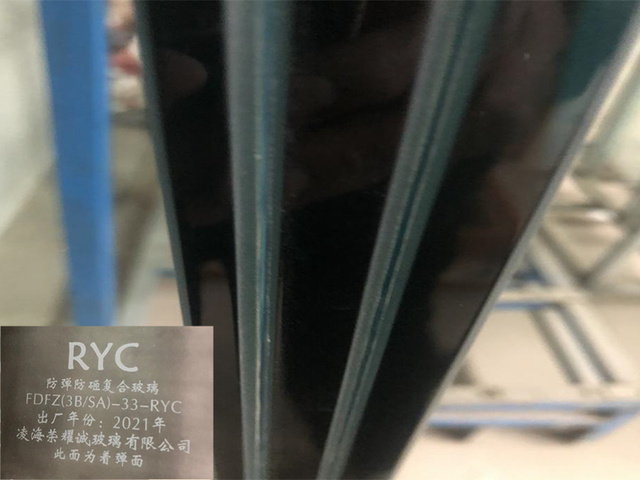 RYC
防弹防砸复合玻璃
FDFZ(3B/SA)-33-RYC
出厂年份：2021年
凌海荣耀诚玻璃有限公司
此面为着弹面